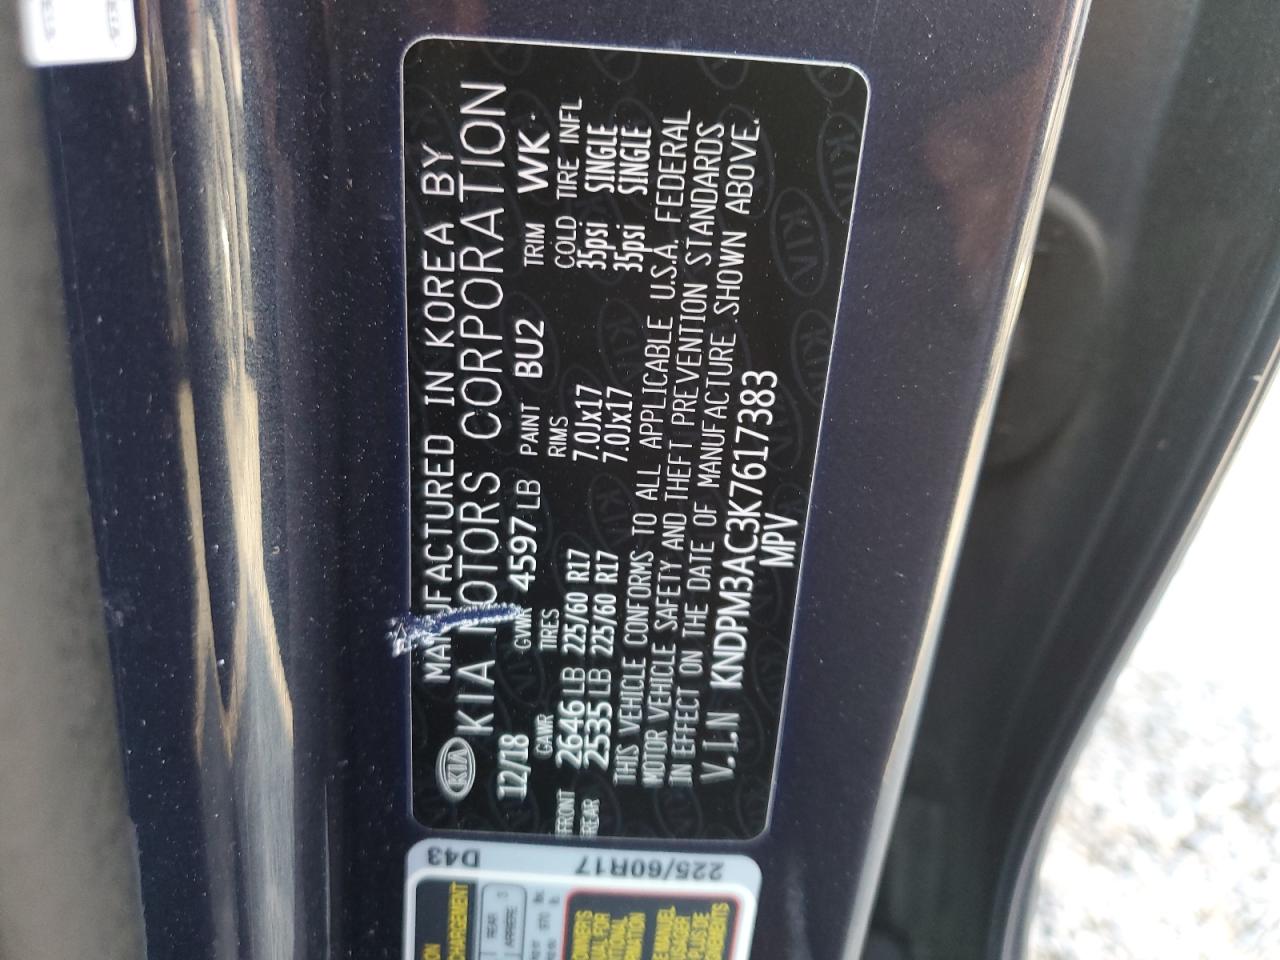 MANUFACTURED IN KOREA BY
KIA KIA MOTORS CORPORATION
12/18 GVWR 4597 LB PAINT BU2 TRIM WK
GAWR TIRES RIMS COLD TIRE INFL
FRONT 2646 LB 225/60 R17 7.0Jx17 35psi SINGLE
REAR 2535 LB 225/60 R17 7.0Jx17 35psi SINGLE
THIS VEHICLE CONFORMS TO ALL APPLICABLE U.S.A. FEDERAL
MOTOR VEHICLE SAFETY AND THEFT PREVENTION STANDARDS
IN EFFECT ON THE DATE OF MANUFACTURE SHOWN ABOVE.
V.I.N KNDPM3AC3K7617383
MPV
D43
225/60R17
REAR
ARRIERE